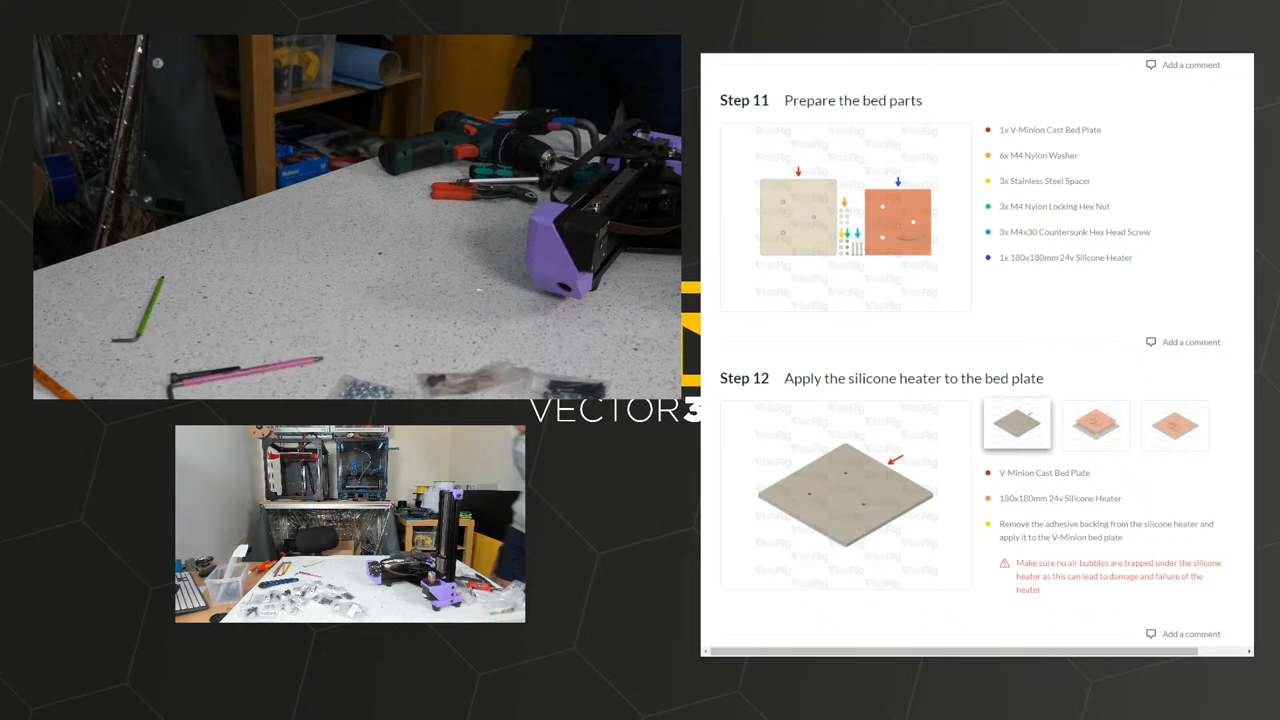 Add a comment
Step 11 Prepare the bed parts
1x V-Minion Cast Bed Plate
6x M4 Nylon Washer
3x Stainless Steel Spacer
3x M4 Nylon Locking Hex Nut
3x M4x30 Countersunk Hex Head Screw
1x 180x180mm 24v Silicone Heater
Add a comment
Step 12 Apply the silicone heater to the bed plate
V-Minion Cast Bed Plate
180x180mm 24v Silicone Heater
Remove the adhesive backing from the silicone heater and
apply it to the V-Minion bed plate
Make sure no air bubbles are trapped under the silicone
heater as this can lead to damage and failure of the
heater
Add a comment
VECTOR3